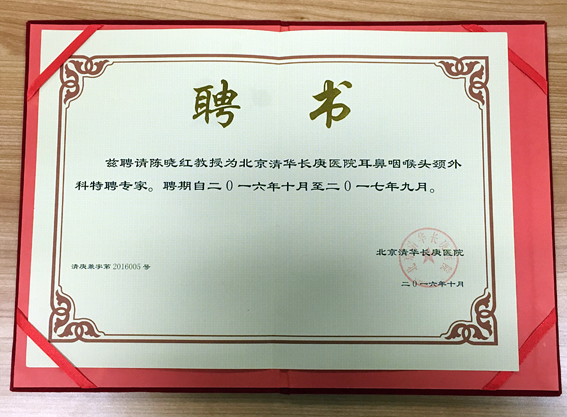 聘书
兹聘请陈晓红教授为北京清华长庚医院耳鼻咽喉头颈外
科特聘专家。聘期自二〇一六年十月至二〇一七年九月。
北京清华长庚医院
清庚兼字第2016005号
二〇一六年十月